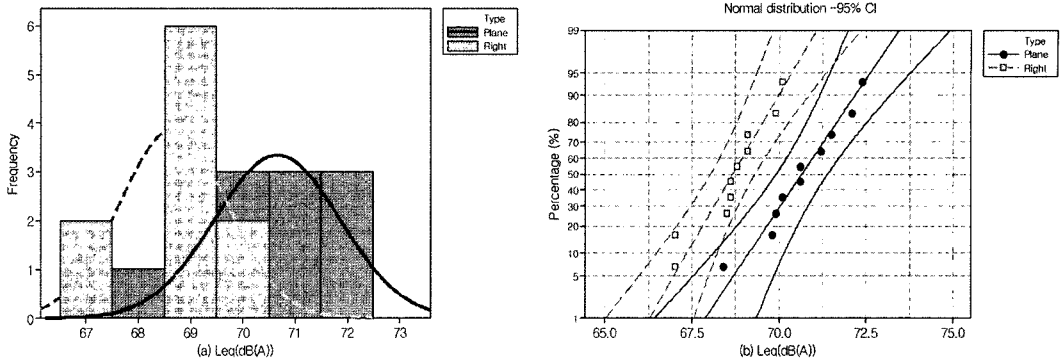 6
5
4
3
2
1
0
Frequency
67 68 69 70 71 72 73
(a) Leq(dB(A))
Type
Plane
Right
Normal distribution -95% CI
99
95
90
80
70
60
50
40
30
20
10
5
1
Percentage (%)
65.0 67.5 70.0 72.5 75.0
(b) Leq(dB(A))
Type
Plane
Right